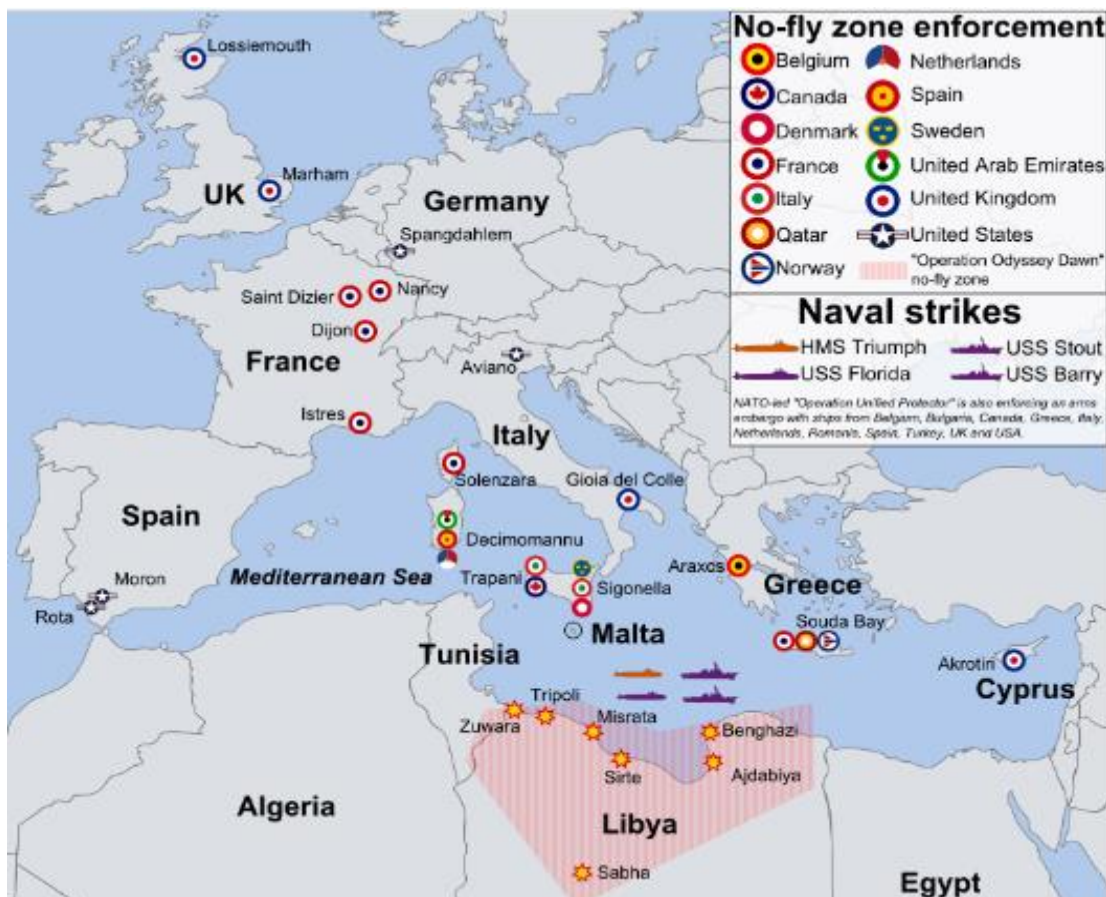 No-fly zone enforcement
Belgium
Netherlands
Canada
Spain
Denmark
Sweden
France
United Arab Emirates
Italy
United Kingdom
Qatar
United States
Norway
"Operation Odyssey Dawn"
no-fly zone
Naval strikes
HMS Triumph
USS Stout
USS Florida
USS Barry
NATO-led "Operation Unified Protector" is also enforcing an arms
embargo with ships from Belgium, Bulgaria, Canada, Greece, Italy,
Netherlands, Romania, Spain, Turkey, UK and USA.
Lossiemouth
Marham
UK
Germany
Spangdahlem
Saint Dizier
Nancy
Dijon
France
Aviano
Istres
Italy
Solenzara
Gioia del Colle
Spain
Decimomannu
Mediterranean Sea
Trapani
Sigonella
Araxos
Greece
Moron
Rota
Souda Bay
Malta
Tunisia
Akrotiri
Cyprus
Tripoli
Zuwara
Misrata
Benghazi
Sirte
Ajdabiya
Algeria
Libya
Sabha
Egypt